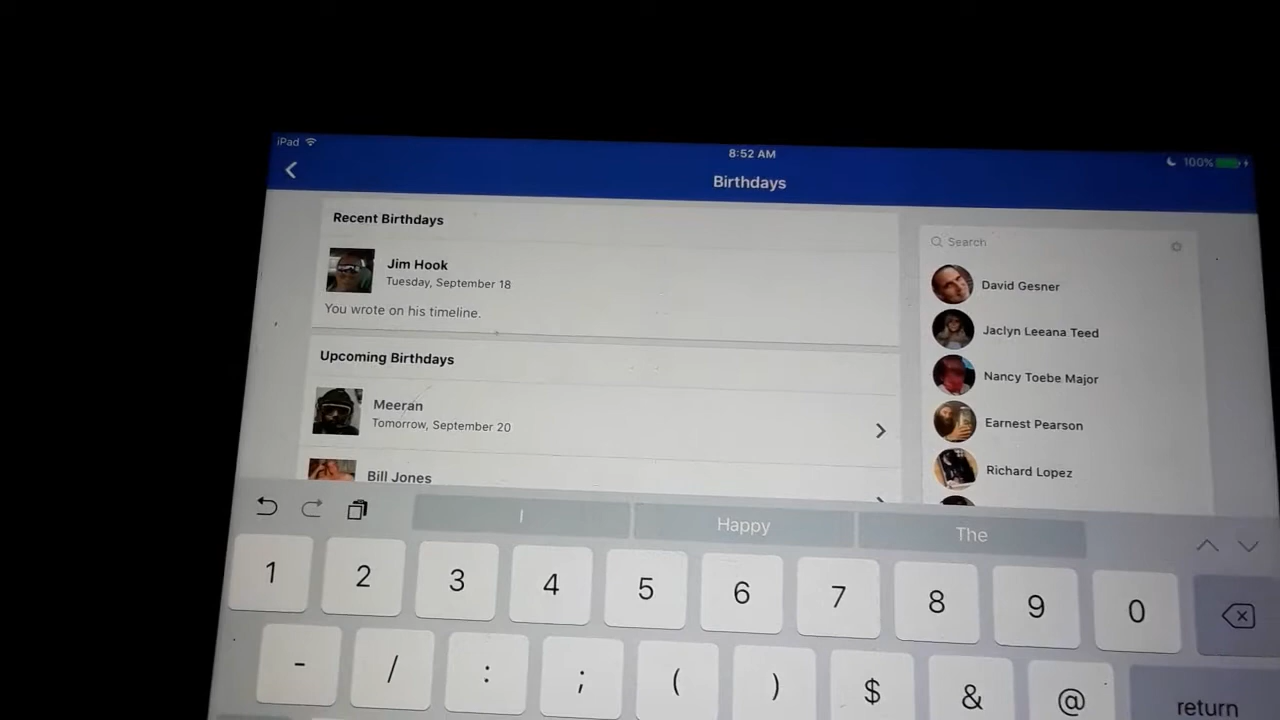 iPad
8:52 AM
100%
Birthdays
Recent Birthdays
Jim Hook
Tuesday, September 18
You wrote on his timeline.
Upcoming Birthdays
Meeran
Tomorrow, September 20
Bill Jones
Search
David Gesner
Jaclyn Leeana Teed
Nancy Toebe Major
Earnest Pearson
Richard Lopez
I Happy The
1 2 3 4 5 6 7 8 9 0
- / : ; ( ) $ & @ return